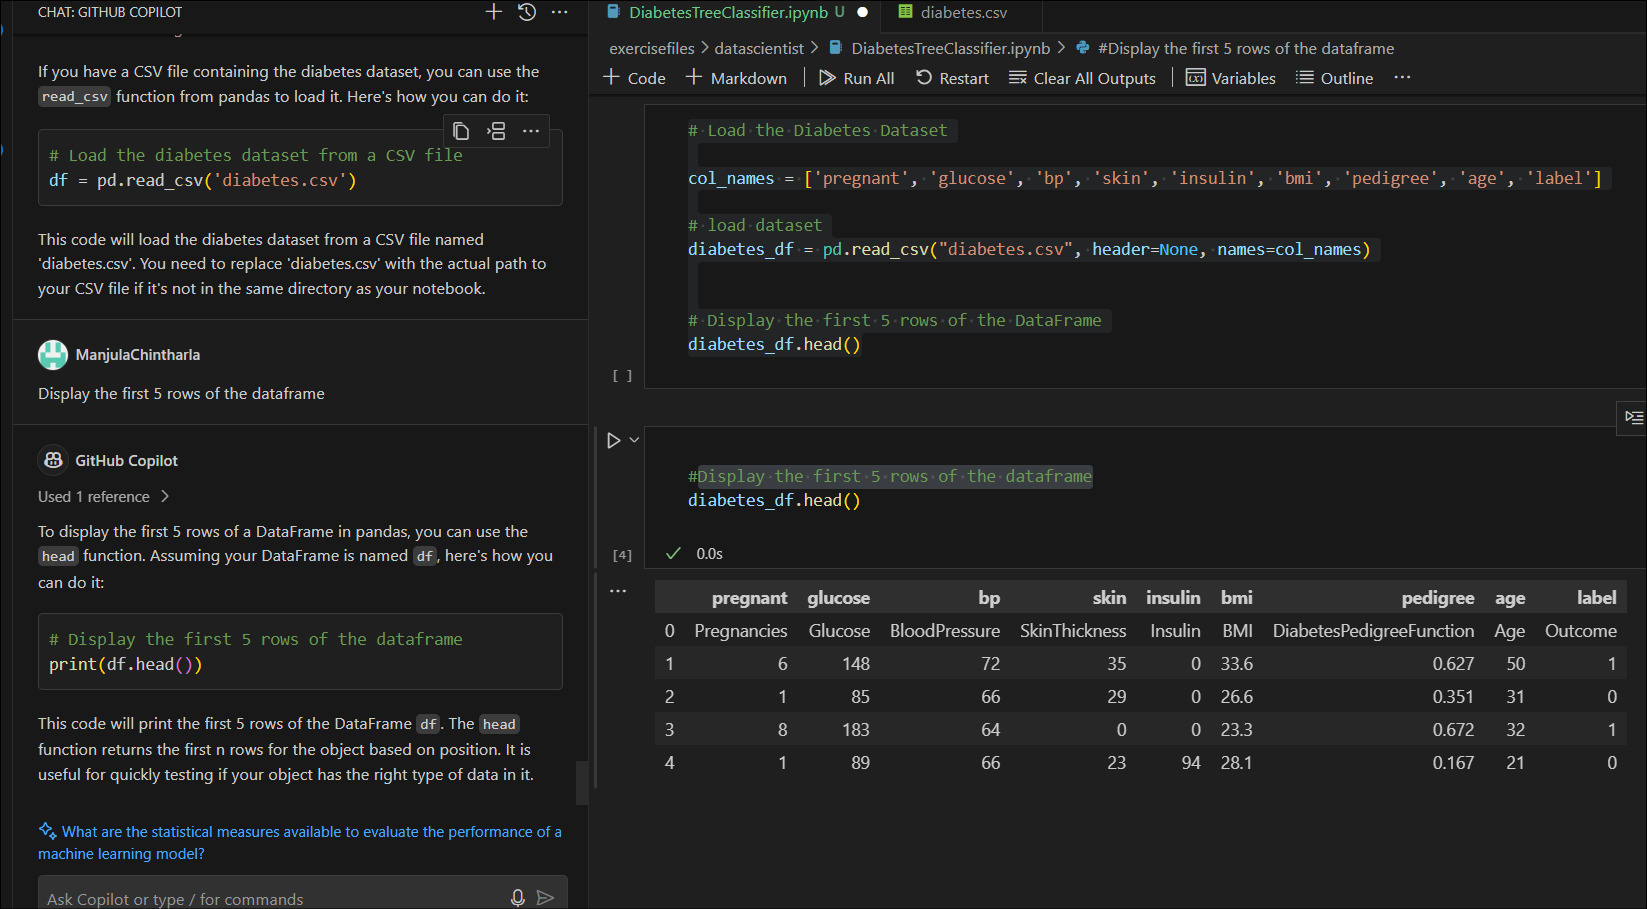 CHAT: GITHUB COPILOT
If you have a CSV file containing the diabetes dataset, you can use the
read_csv function from pandas to load it. Here's how you can do it:
# Load the diabetes dataset from a CSV file
df = pd.read_csv('diabetes.csv')
This code will load the diabetes dataset from a CSV file named
'diabetes.csv'. You need to replace 'diabetes.csv' with the actual path to
your CSV file if it's not in the same directory as your notebook.
ManjulaChintharla
Display the first 5 rows of the dataframe
GitHub Copilot
Used 1 reference
To display the first 5 rows of a DataFrame in pandas, you can use the
head function. Assuming your DataFrame is named df, here's how you
can do it:
# Display the first 5 rows of the dataframe
print(df.head())
This code will print the first 5 rows of the DataFrame df. The head
function returns the first n rows for the object based on position. It is
useful for quickly testing if your object has the right type of data in it.
What are the statistical measures available to evaluate the performance of a
machine learning model?
Ask Copilot or type / for commands
DiabetesTreeClassifier.ipynb U diabetes.csv
exercisefiles > datascientist > DiabetesTreeClassifier.ipynb > #Display the first 5 rows of the dataframe
+ Code + Markdown Run All Restart Clear All Outputs Variables Outline ...
# Load the Diabetes Dataset
col_names = ['pregnant', 'glucose', 'bp', 'skin', 'insulin', 'bmi', 'pedigree', 'age', 'label']
# load dataset
diabetes_df = pd.read_csv("diabetes.csv", header=None, names=col_names)
# Display the first 5 rows of the DataFrame
diabetes_df.head()
[ ]
#Display the first 5 rows of the dataframe
diabetes_df.head()
[4] 0.0s
pregnant glucose bp skin insulin bmi pedigree age label
0 Pregnancies Glucose BloodPressure SkinThickness Insulin BMI DiabetesPedigreeFunction Age Outcome
1 6 148 72 35 0 33.6 0.627 50 1
2 1 85 66 29 0 26.6 0.351 31 0
3 8 183 64 0 0 23.3 0.672 32 1
4 1 89 66 23 94 28.1 0.167 21 0